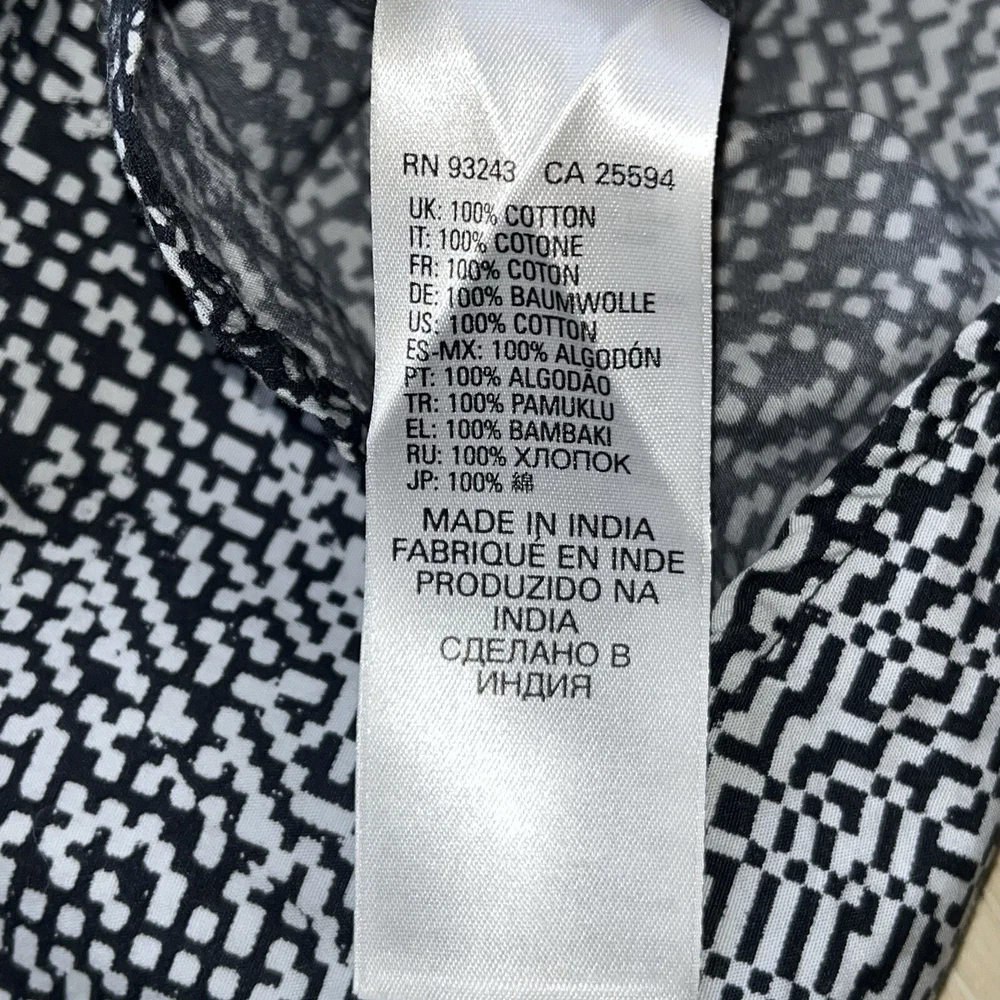 RN 93243 CA 25594
UK: 100% COTTON
IT: 100% COTONE
FR: 100% COTON
DE: 100% BAUMWOLLE
US: 100% COTTON
ES-MX: 100% ALGODÓN
PT: 100% ALGODÃO
TR: 100% PAMUKLU
EL: 100% BAMBAKI
RU: 100% ХЛОПОК
JP: 100% 綿
MADE IN INDIA
FABRIQUÉ EN INDE
PRODUZIDO NA
INDIA
СДЕЛАНО В
ИНДИЯ